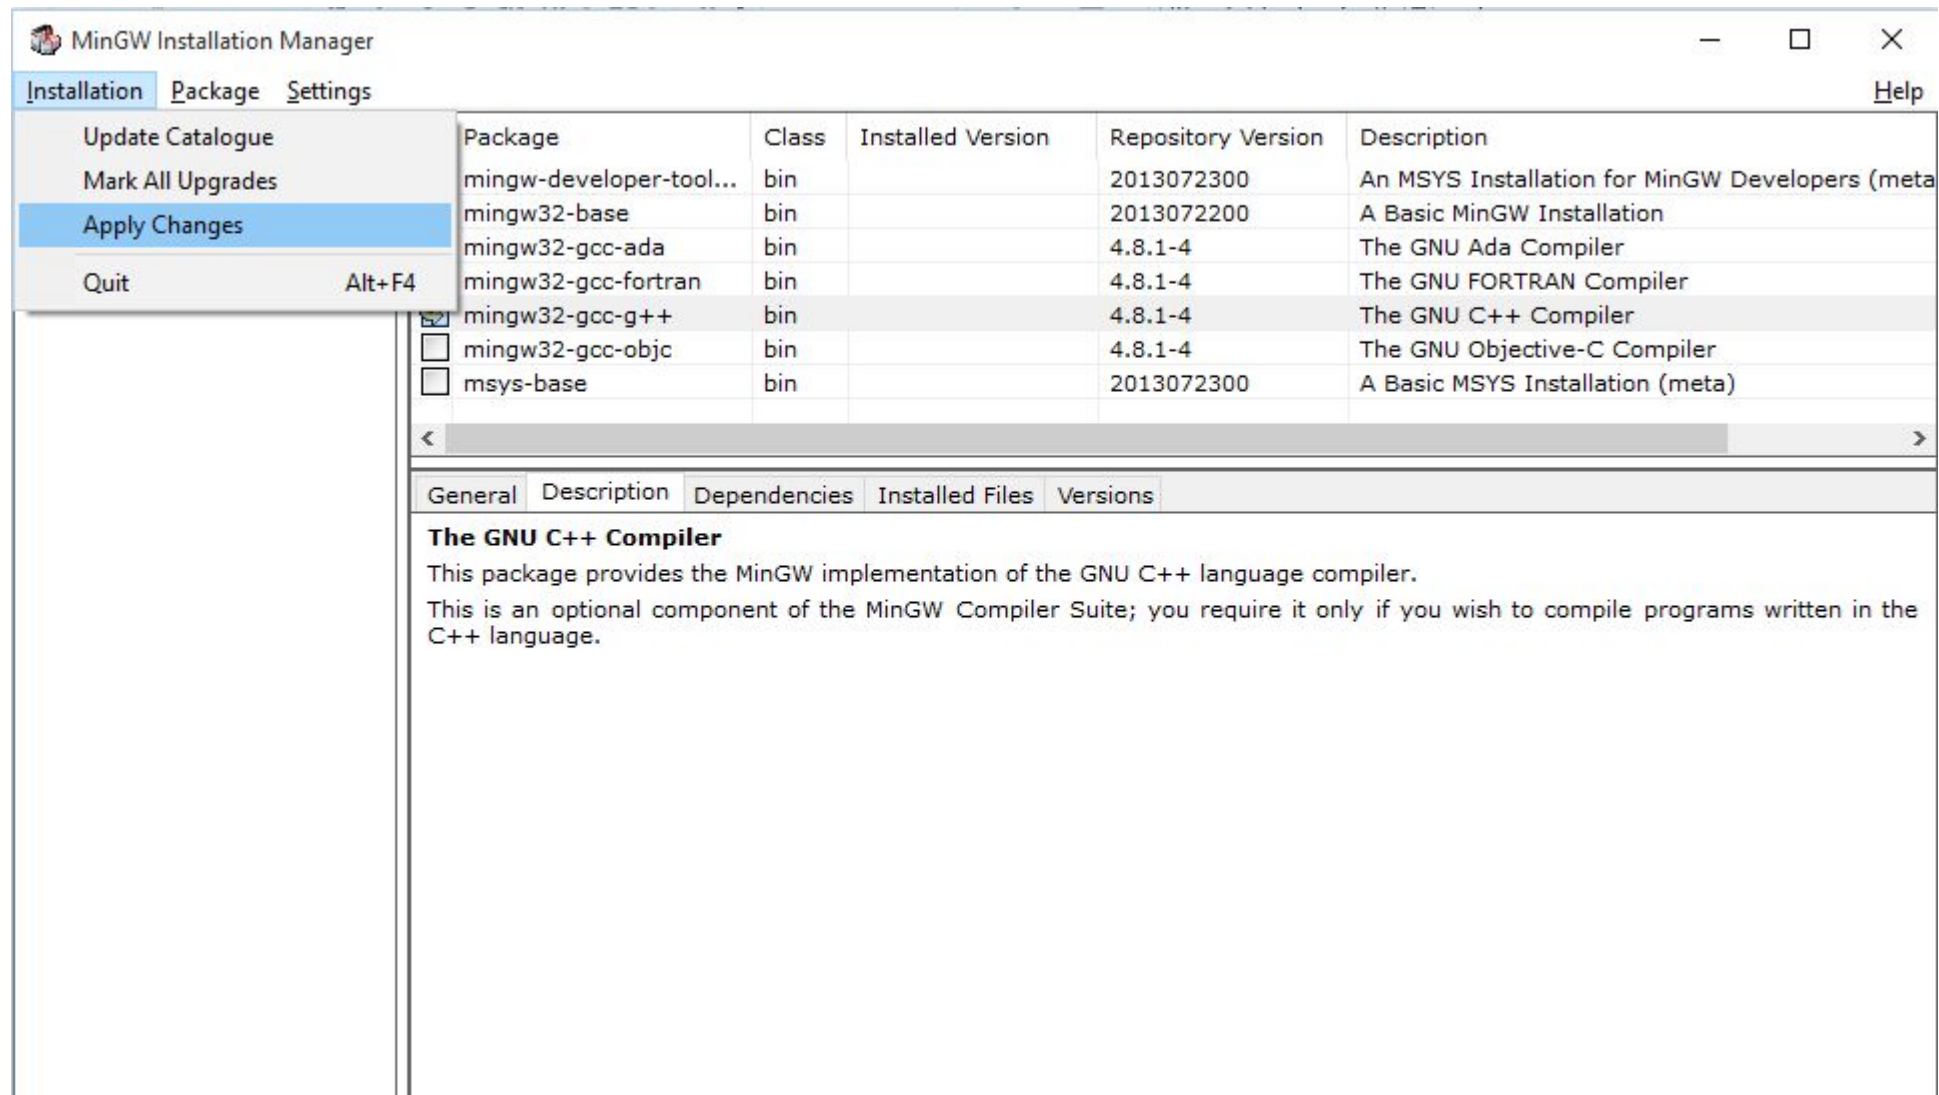 MinGW Installation Manager
Installation Package Settings Help
Update Catalogue
Mark All Upgrades
Apply Changes
Quit Alt+F4
Package Class Installed Version Repository Version Description
mingw-developer-tool... bin 2013072300 An MSYS Installation for MinGW Developers (meta
mingw32-base bin 2013072200 A Basic MinGW Installation
mingw32-gcc-ada bin 4.8.1-4 The GNU Ada Compiler
mingw32-gcc-fortran bin 4.8.1-4 The GNU FORTRAN Compiler
mingw32-gcc-g++ bin 4.8.1-4 The GNU C++ Compiler
mingw32-gcc-objc bin 4.8.1-4 The GNU Objective-C Compiler
msys-base bin 2013072300 A Basic MSYS Installation (meta)
General Description Dependencies Installed Files Versions
The GNU C++ Compiler
This package provides the MinGW implementation of the GNU C++ language compiler.
This is an optional component of the MinGW Compiler Suite; you require it only if you wish to compile programs written in the
C++ language.